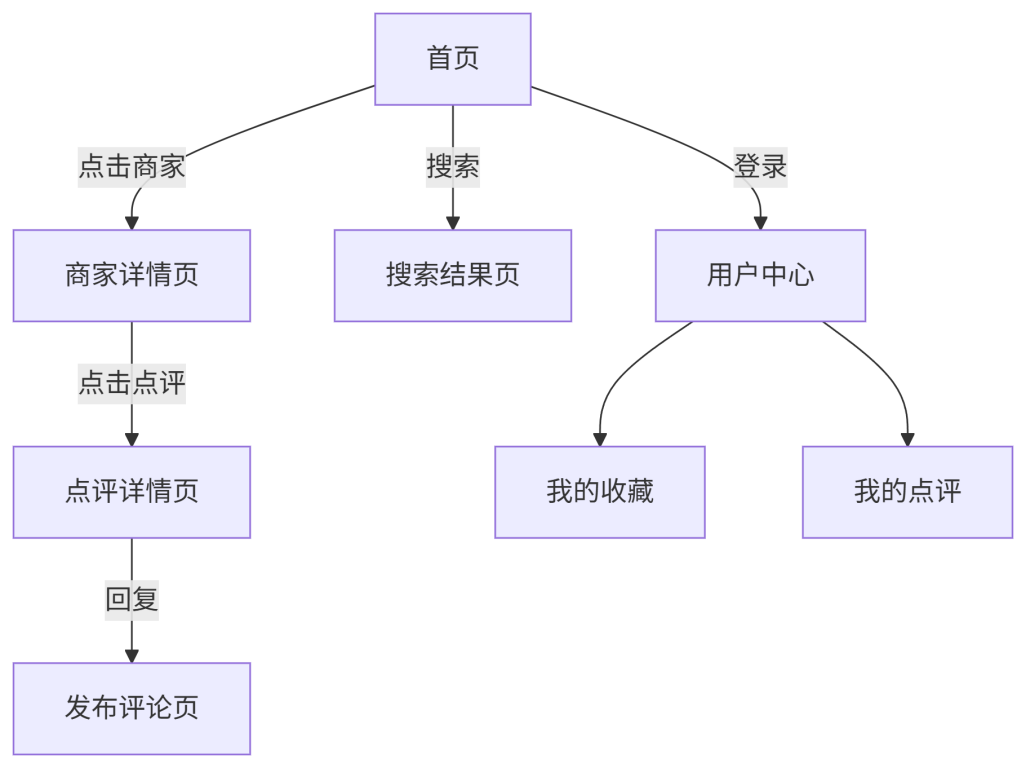 首页
点击商家
搜索
登录
商家详情页
搜索结果页
用户中心
点击点评
点评详情页
我的收藏
我的点评
回复
发布评论页